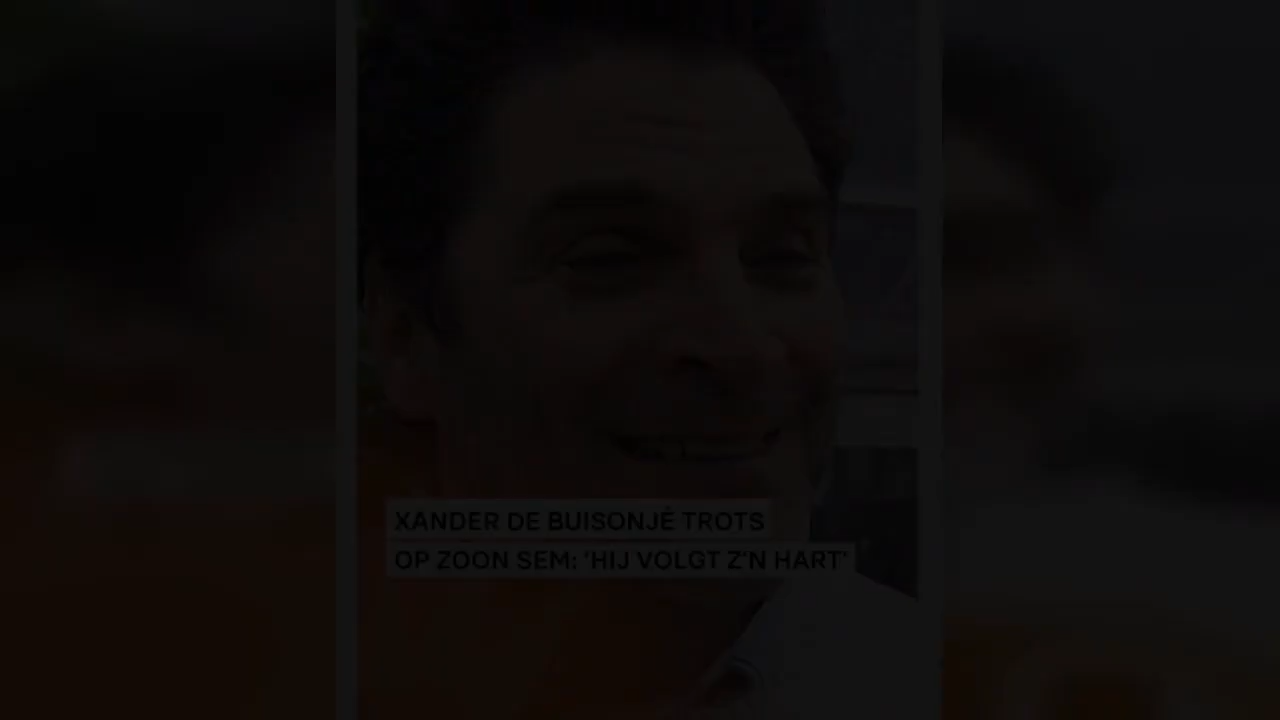 XANDER DE BUISONJÉ TROTS
OP ZOON SEM: ‘HIJ VOLGT Z’N HART’